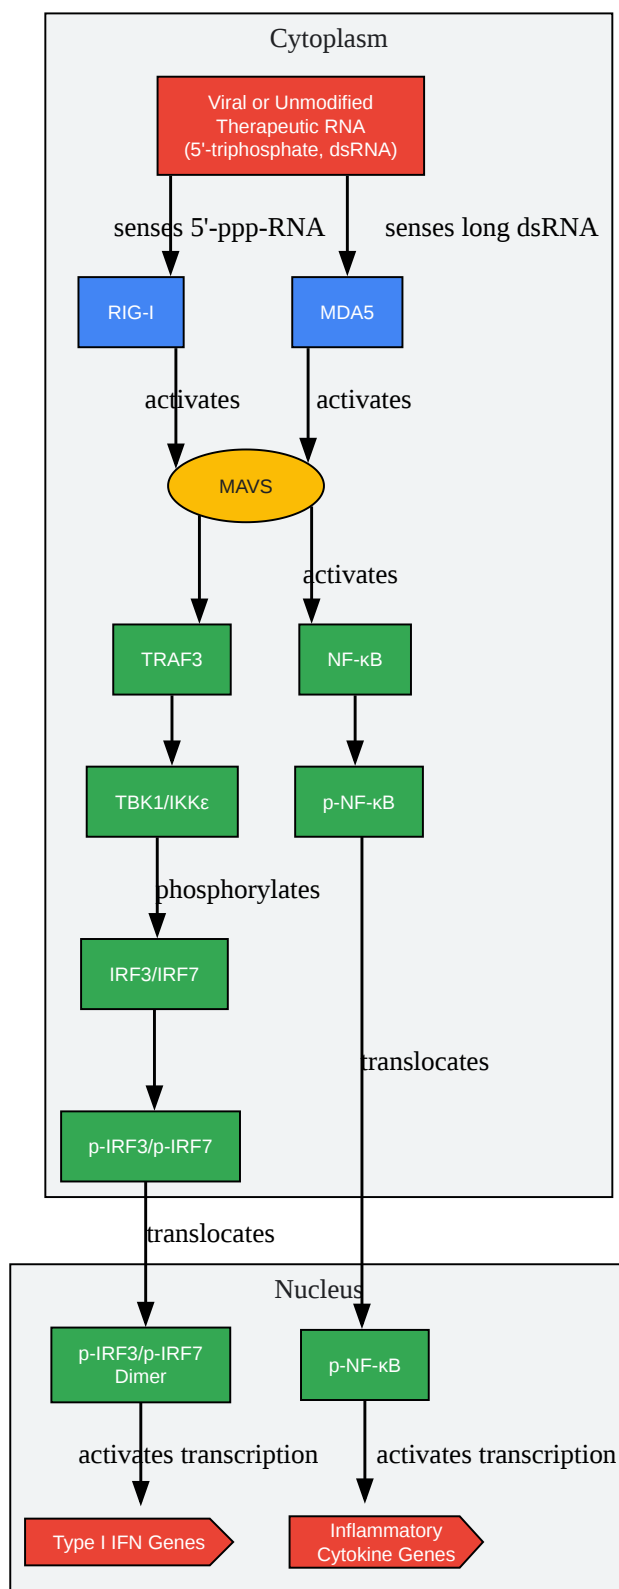 Cytoplasm
Viral or Unmodified
Therapeutic RNA
(5'-triphosphate, dsRNA)
senses 5'-ppp-RNA
senses long dsRNA
RIG-I
MDA5
activates
activates
MAVS
activates
TRAF3
NF-κB
TBK1/IKKε
p-NF-κB
phosphorylates
IRF3/IRF7
translocates
p-IRF3/p-IRF7
translocates
Nucleus
p-IRF3/p-IRF7
Dimer
p-NF-κB
activates transcription
activates transcription
Type I IFN Genes
Inflammatory
Cytokine Genes